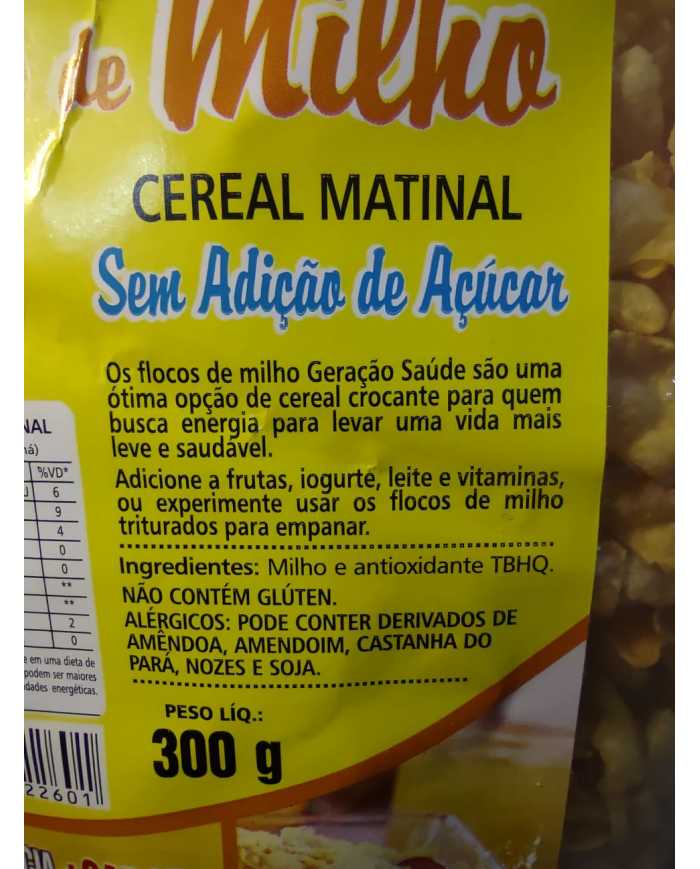 de Milho
CEREAL MATINAL
Sem Adição de Açúcar
Os flocos de milho Geração Saúde são uma
ótima opção de cereal crocante para quem
busca energia para levar uma vida mais
leve e saudável.
Adicione a frutas, iogurte, leite e vitaminas,
ou experimente usar os flocos de milho
triturados para empanar.
Ingredientes: Milho e antioxidante TBHQ.
NÃO CONTÉM GLÚTEN.
ALÉRGICOS: PODE CONTER DERIVADOS DE
AMÊNDOA, AMENDOIM, CASTANHA DO
PARÁ, NOZES E SOJA.
PESO LÍQ.:
300 g
%VD*
6
9
4
0
0
**
**
2
0
em uma dieta de
podem ser maiores
energéticas.
22601